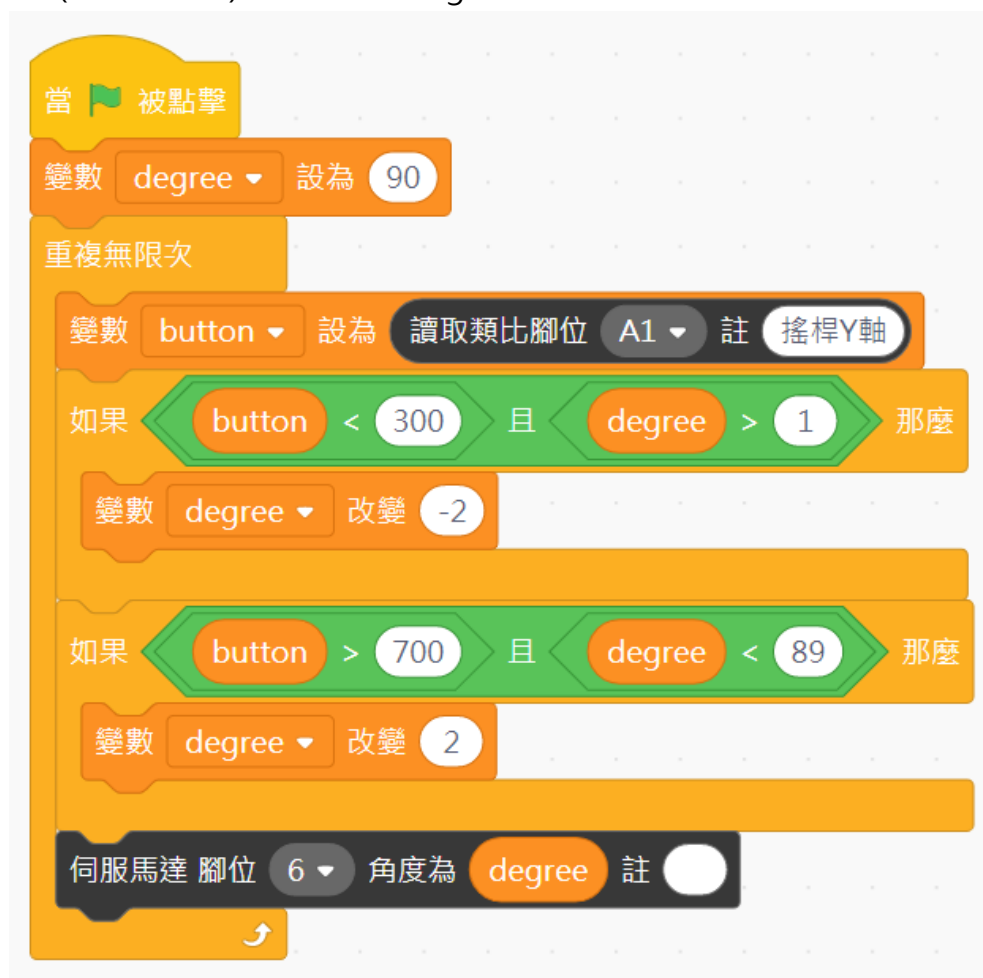 當 被點擊
變數 degree 設為 90
重複無限次
變數 button 設為 讀取類比腳位 A1 註 搖桿Y軸
如果 button < 300 且 degree > 1 那麼
變數 degree 改變 -2
如果 button > 700 且 degree < 89 那麼
變數 degree 改變 2
伺服馬達 腳位 6 角度為 degree 註